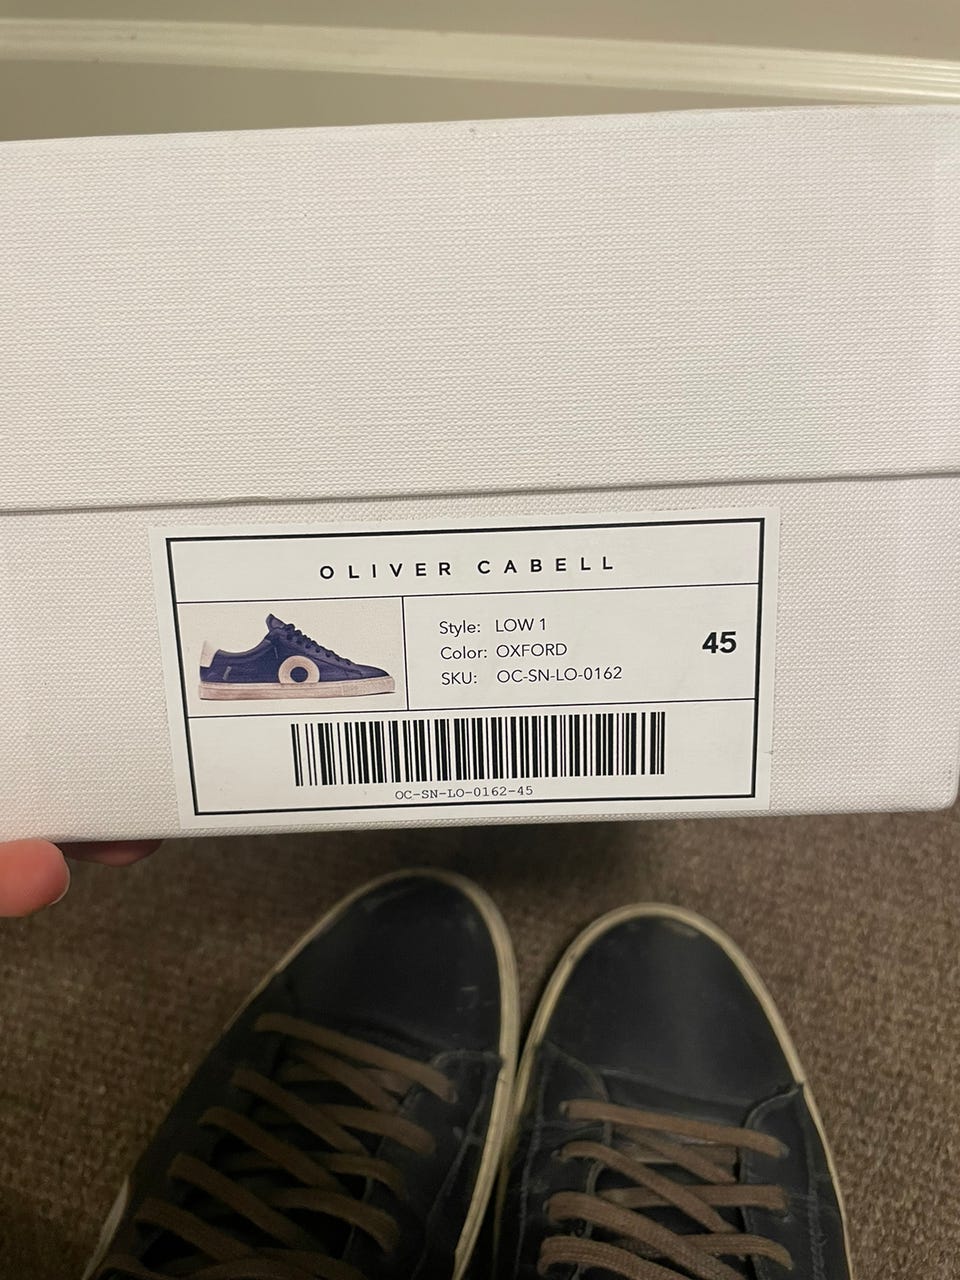 OLIVER CABELL
Style: LOW 1
Color: OXFORD
45
SKU: OC-SN-LO-0162
OC-SN-LO-0162-45